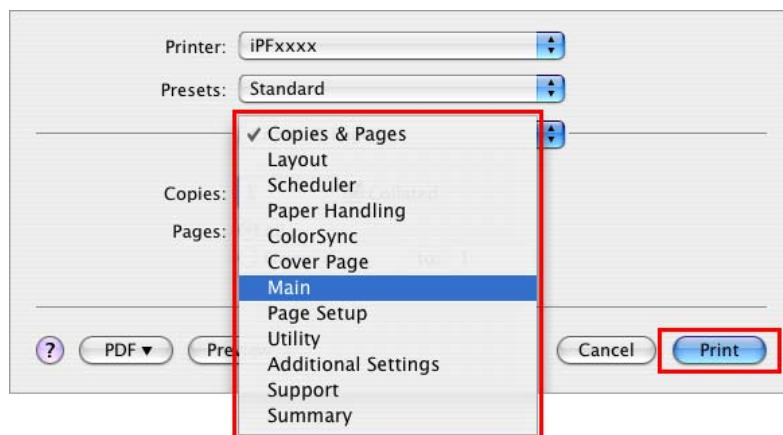 Printer: iPFxxxx
Presets: Standard
✓ Copies & Pages
Layout
Scheduler
Copies:
Paper Handling
Pages:
ColorSync
Cover Page
Main
Page Setup
Utility
? PDF ▼ Cancel Print
Additional Settings
Support
Summary